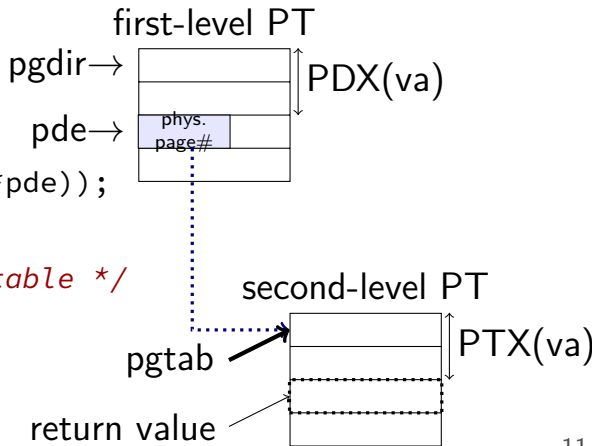 first-level PT
pgdir→
PDX(va)
pde→
phys.
page#
pde));
table */
second-level PT
pgtab
PTX(va)
return value
11